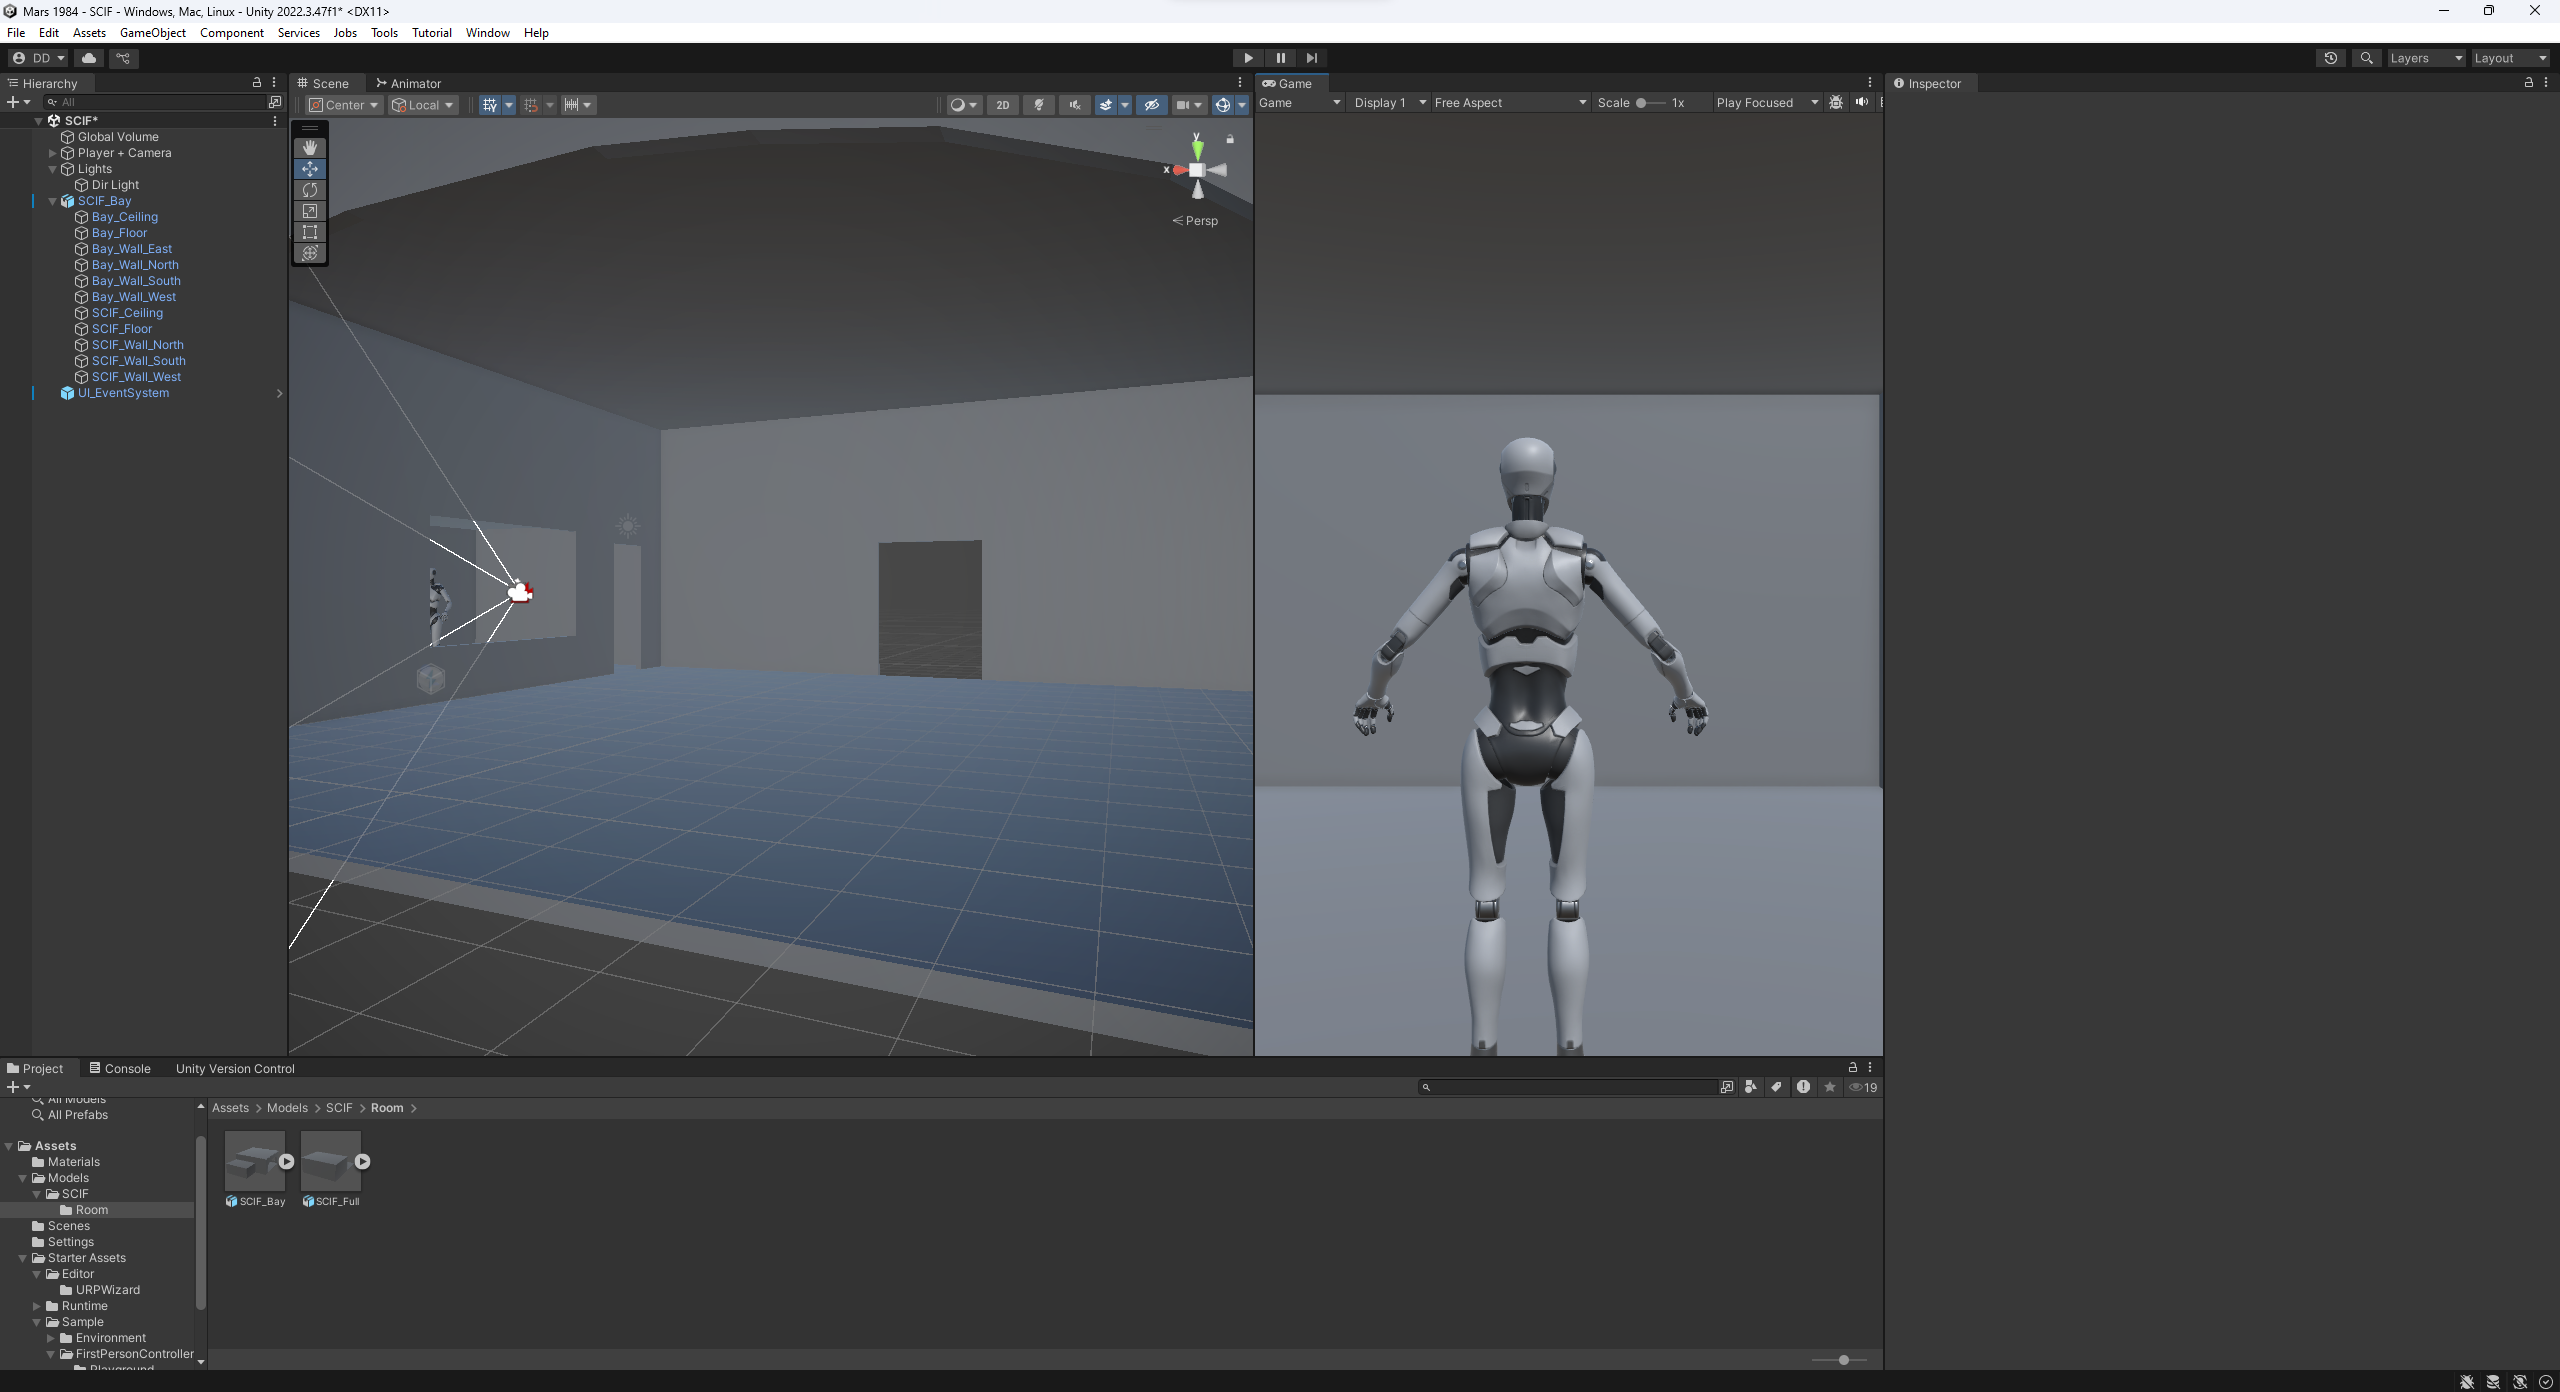 Mars 1984 - SCIF - Windows, Mac, Linux - Unity 2022.3.47f1* <DX11>
File Edit Assets GameObject Component Services Jobs Tools Tutorial Window Help
DD
Layers
Layout
Hierarchy
All
SCIF*
Global Volume
Player + Camera
Lights
Dir Light
SCIF_Bay
Bay_Ceiling
Bay_Floor
Bay_Wall_East
Bay_Wall_North
Bay_Wall_South
Bay_Wall_West
SCIF_Ceiling
SCIF_Floor
SCIF_Wall_North
SCIF_Wall_South
SCIF_Wall_West
UI_EventSystem
Scene
Animator
Center
Local
2D
y
x
Persp
Game
Game
Display 1
Free Aspect
Scale
1x
Play Focused
Inspector
Project
Console
Unity Version Control
19
All Models
All Prefabs
Assets
Materials
Models
SCIF
Room
Scenes
Settings
Starter Assets
Editor
URPWizard
Runtime
Sample
Environment
FirstPersonController
Playground
Assets > Models > SCIF > Room >
SCIF_Bay
SCIF_Full